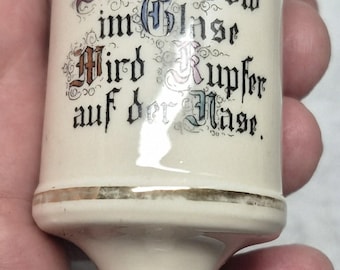 im Glase
Wird Kupfer
auf der Nase.